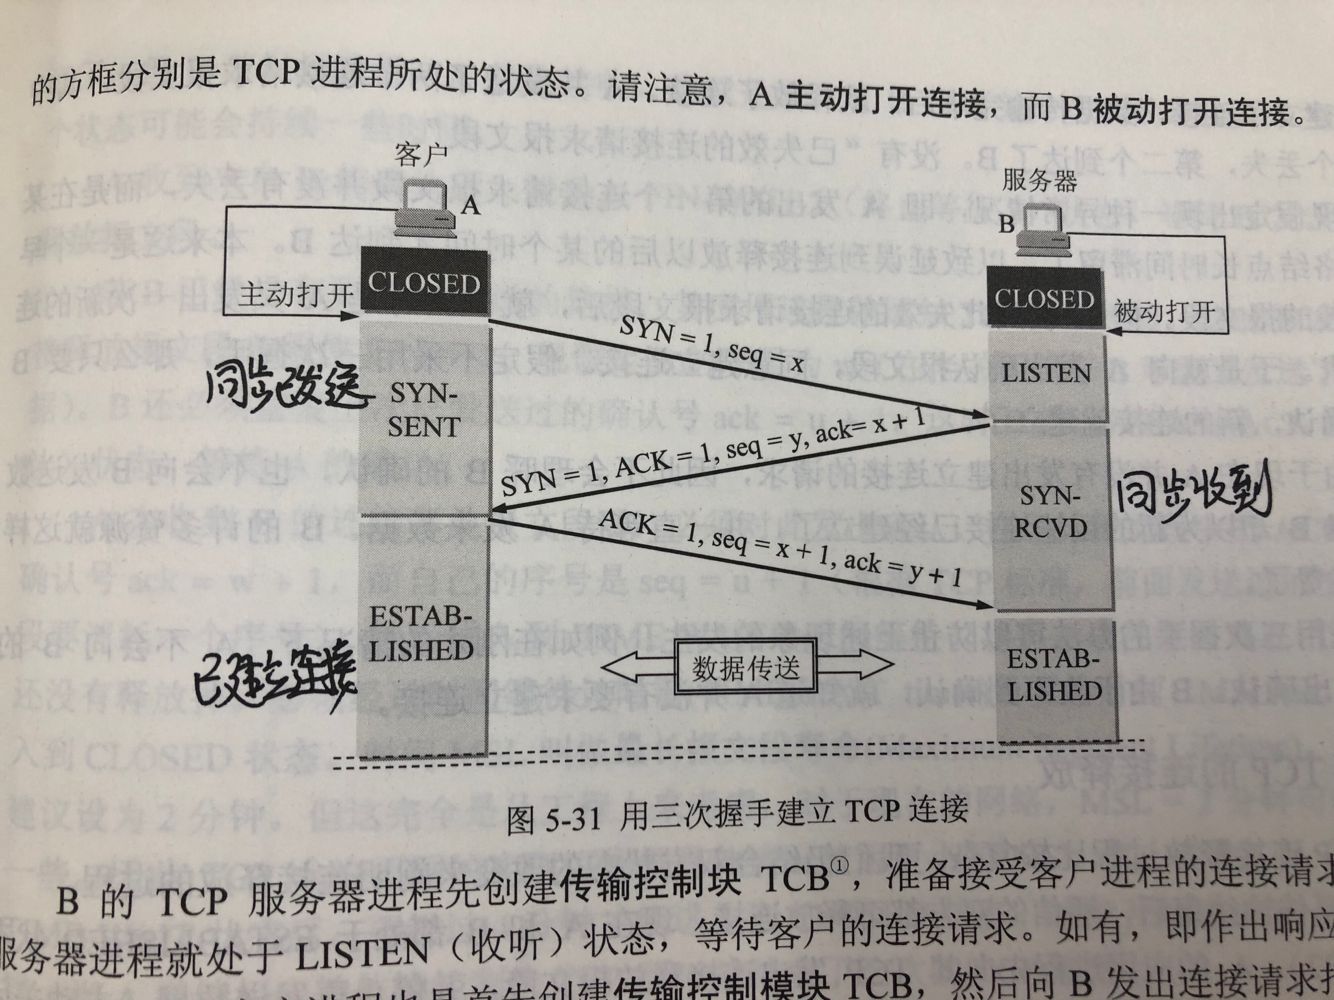 的方框分别是 TCP 进程所处的状态。请注意，A 主动打开连接，而 B 被动打开连接。
客户
服务器
A
B
CLOSED
CLOSED
主动打开
被动打开
SYN = 1, seq = x
同步已发送
SYN-
SENT
LISTEN
SYN = 1, ACK = 1, seq = y, ack= x + 1
SYN-
RCVD
同步收到
ACK = 1, seq = x + 1, ack = y + 1
ESTAB-
LISHED
已建立连接
数据传送
ESTAB-
LISHED
图 5-31 用三次握手建立 TCP 连接
B 的 TCP 服务器进程先创建传输控制块 TCB①，准备接受客户进程的连接请求
服务器进程就处于 LISTEN（收听）状态，等待客户的连接请求。如有，即作出响应
进程也是首先创建传输控制模块 TCB，然后向 B 发出连接请求报